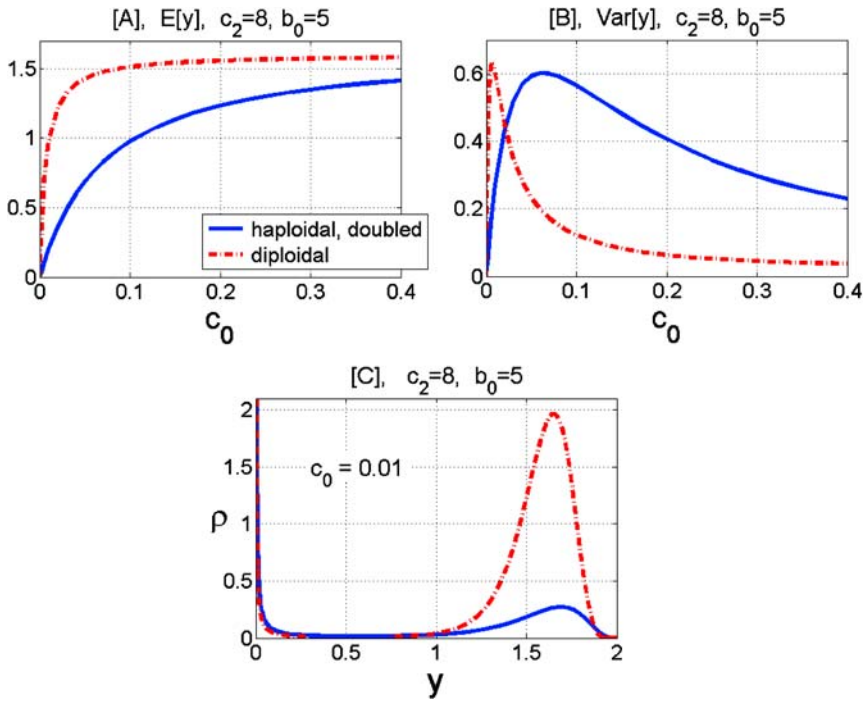 [A], E[y], c2=8, b0=5
1.5
1
0.5
0
0 0.1 0.2 0.3 0.4
c0
haploidal, doubled
diploidal
[B], Var[y], c2=8, b0=5
0.6
0.4
0.2
0
0 0.1 0.2 0.3 0.4
c0
[C], c2=8, b0=5
2
1.5
1
0.5
0
ρ
c0 = 0.01
0 0.5 1 1.5 2
y